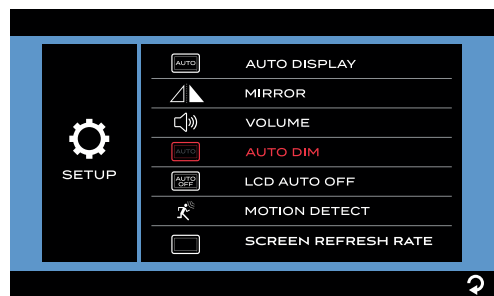 AUTO AUTO DISPLAY
MIRROR
VOLUME
AUTO AUTO DIM
SETUP
AUTO OFF LCD AUTO OFF
MOTION DETECT
SCREEN REFRESH RATE